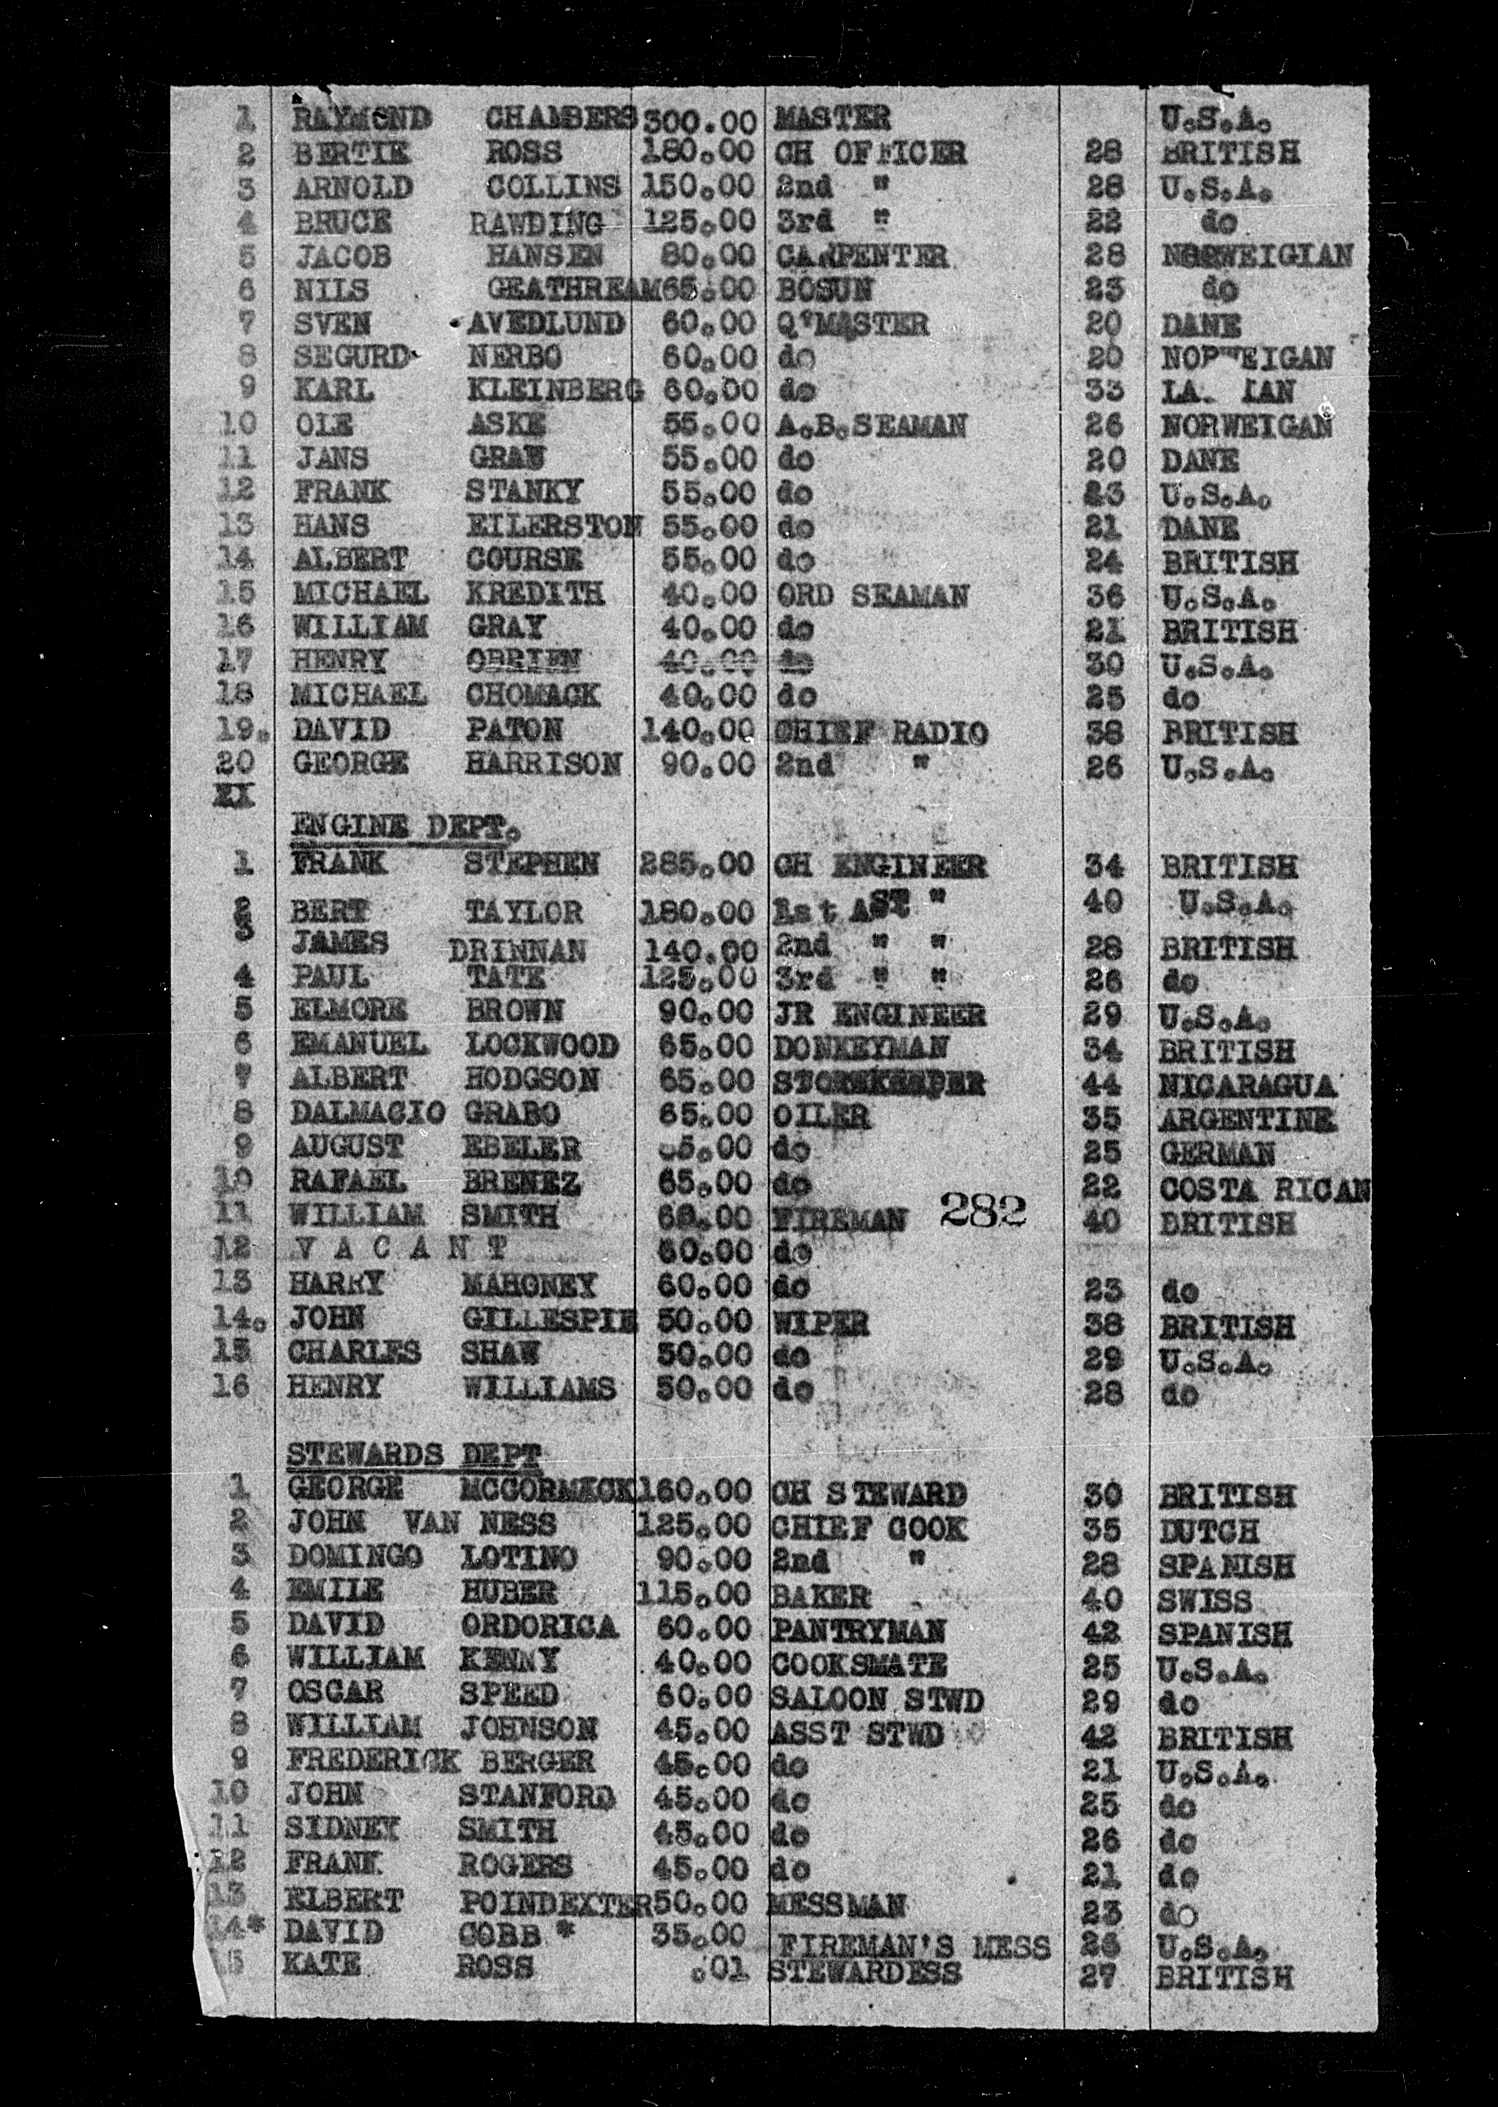 1 RAYMOND CHAMBERS 300.00 MASTER U.S.A.
2 BERTIE ROSS 180.00 CH OFFICER 28 BRITISH
3 ARNOLD COLLINS 150.00 2nd " 28 U.S.A.
4 BRUCE RAWDING 125.00 3rd " 22 do
5 JACOB HANSEN 80.00 CARPENTER 28 NORWEIGIAN
6 NILS GEATHREAM 65.00 BOSUN 23 do
7 SVEN AVEDLUND 60.00 Q'MASTER 20 DANE
8 SEGURD NERBO 60.00 do 20 NORWEIGAN
9 KARL KLEINBERG 60.00 do 33
10 OLE ASKE 55.00 A.B.SEAMAN 26 NORWEIGAN
11 JANS GRAW 55.00 do 20 DANE
12 FRANK STANKY 55.00 do 23 U.S.A.
13 HANS EILERSTON 55.00 do 21 DANE
14 ALBERT COURSE 55.00 do 24 BRITISH
15 MICHAEL KREDITH 40.00 ORD SEAMAN 36 U.S.A.
16 WILLIAM GRAY 40.00 do 21 BRITISH
17 HENRY OBRIEN 40.00 do 30 U.S.A.
18 MICHAEL CHOMACK 40.00 do 25 do
19. DAVID PATON 140.00 CHIEF RADIO 38 BRITISH
20 GEORGE HARRISON 90.00 2nd " 26 U.S.A.
ENGINE DEPT.
1 FRANK STEPHEN 285.00 CH ENGINEER 34 BRITISH
2 BERT TAYLOR 180.00 1st AST " 40 U.S.A.
3 JAMES DRINNAN 140.00 2nd " " 28 BRITISH
4 PAUL TATE 125.00 3rd " " 26 do
5 ELMORE BROWN 90.00 JR ENGINEER 29 U.S.A.
6 EMANUEL LOCKWOOD 65.00 DONKEYMAN 34 BRITISH
7 ALBERT HODGSON 65.00 STOREKEEPER 44 NICARAGUA
8 DALMACIO GRABO 65.00 OILER 35 ARGENTINE
9 AUGUST EBELER 65.00 do 25 GERMAN
10 RAFAEL BRENEZ 65.00 do 22 COSTA RICAN
11 WILLIAM SMITH 60.00 FIREMAN 282 40 BRITISH
12 V A C A N T 60.00 do
13 HARRY MAHONEY 60.00 do 23 do
14. JOHN GILLESPIE 50.00 WIPER 38 BRITISH
15 CHARLES SHAW 50.00 do 29 U.S.A.
16 HENRY WILLIAMS 50.00 do 28 do
STEWARDS DEPT
1 GEORGE MCCORMICK 160.00 CH STEWARD 30 BRITISH
2 JOHN VAN NESS 125.00 CHIEF COOK 35 DUTCH
3 DOMINGO LOTINO 90.00 2nd " 28 SPANISH
4 EMILE HUBER 115.00 BAKER 40 SWISS
5 DAVID ORDORICA 60.00 PANTRYMAN 42 SPANISH
6 WILLIAM KENNY 40.00 COOKSMATE 25 U.S.A.
7 OSCAR SPEED 60.00 SALOON STWD 29 do
8 WILLIAM JOHNSON 45.00 ASST STWD 42 BRITISH
9 FREDERICK BERGER 45.00 do 21 U.S.A.
10 JOHN STANFORD 45.00 do 25 do
11 SIDNEY SMITH 45.00 do 26 do
12 FRANK ROGERS 45.00 do 21 do
13 ELBERT POINDEXTER 50.00 MESSMAN 23 do
14* DAVID COBB * 35.00 FIREMAN'S MESS 26 U.S.A.
15 KATE ROSS .01 STEWARDESS 27 BRITISH